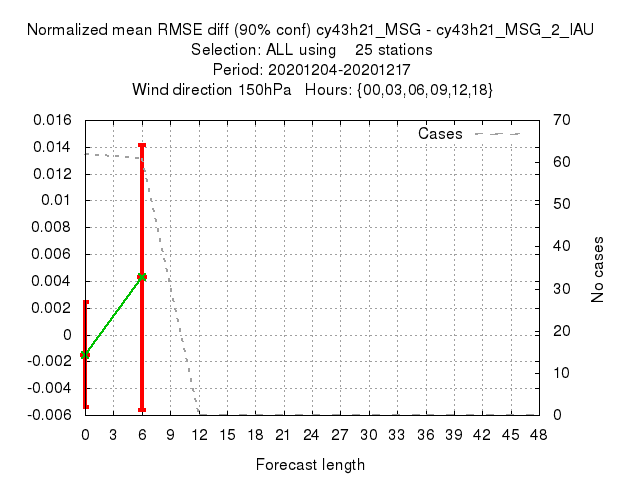 Normalized mean RMSE diff (90% conf) cy43h21_MSG - cy43h21_MSG_2_IAU
Selection: ALL using    25 stations
Period: 20201204-20201217
Wind direction 150hPa   Hours: {00,03,06,09,12,18}
Cases
0.016
0.014
0.012
0.01
0.008
0.006
0.004
0.002
0
-0.002
-0.004
-0.006
70
60
50
40
30
20
10
0
No cases
0 3 6 9 12 15 18 21 24 27 30 33 36 39 42 45 48
Forecast length